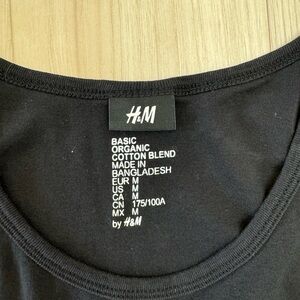 H&M
BASIC
ORGANIC
COTTON BLEND
MADE IN
BANGLADESH
EUR M
US M
CA M
CN 175/100A
MX M
by H&M